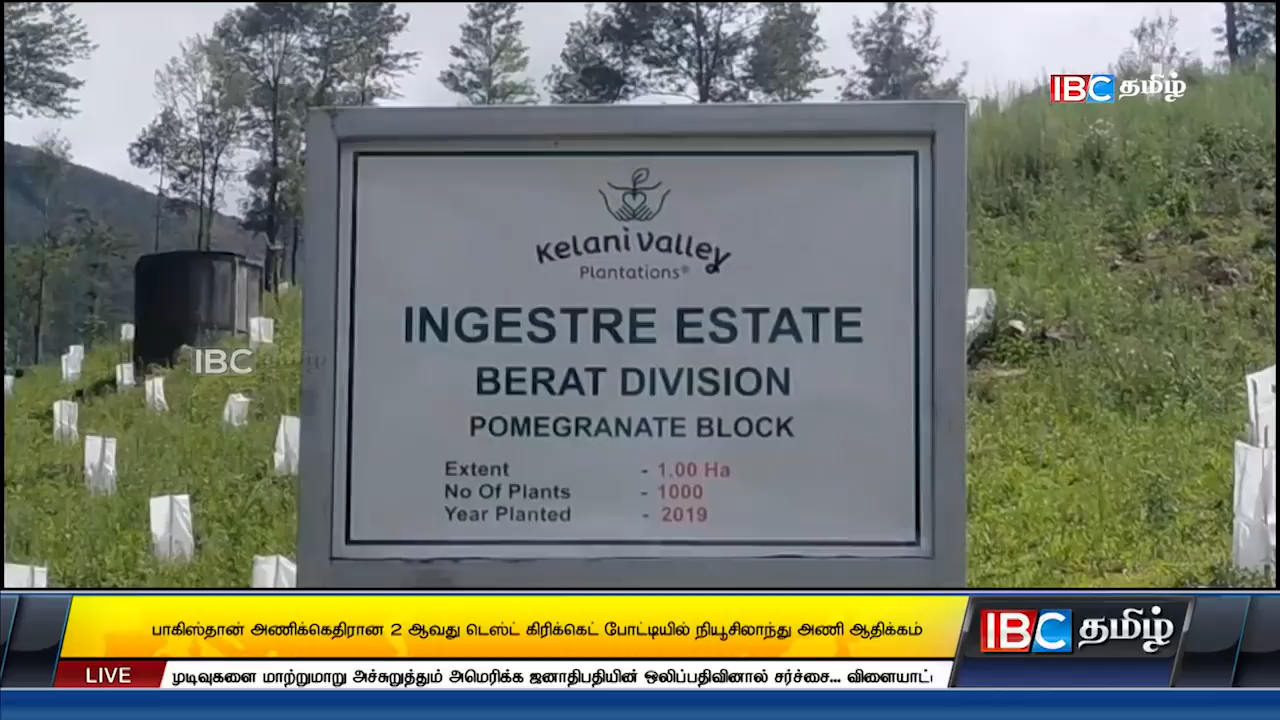 IBC தமிழ்
Kelani Valley
Plantations®
INGESTRE ESTATE
BERAT DIVISION
POMEGRANATE BLOCK
Extent - 1.00 Ha
No Of Plants - 1000
Year Planted - 2019
IBC தமிழ்
பாகிஸ்தான் அணிக்கெதிரான 2 ஆவது டெஸ்ட் கிரிக்கெட் போட்டியில் நியூசிலாந்து அணி ஆதிக்கம்
IBC தமிழ்
LIVE முடிவுகளை மாற்றுமாறு அச்சுறுத்தும் அமெரிக்க ஜனாதிபதியின் ஒலிப்பதிவினால் சர்ச்சை... விளையாட்